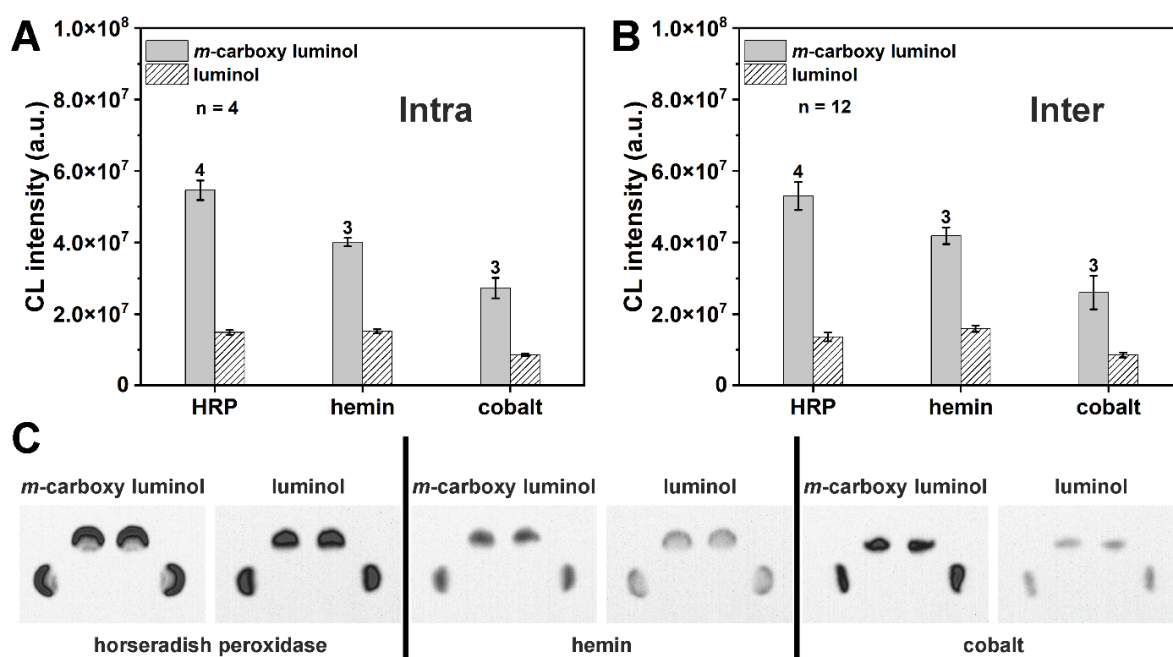 A
CL intensity (a.u.)
1.0×10⁸
8.0×10⁷
6.0×10⁷
4.0×10⁷
2.0×10⁷
0
m-carboxy luminol
luminol
n = 4
Intra
4
3
3
HRP hemin cobalt
B
CL intensity (a.u.)
1.0×10⁸
8.0×10⁷
6.0×10⁷
4.0×10⁷
2.0×10⁷
0
m-carboxy luminol
luminol
n = 12
Inter
4
3
3
HRP hemin cobalt
C
m-carboxy luminol luminol m-carboxy luminol luminol m-carboxy luminol luminol
horseradish peroxidase hemin cobalt